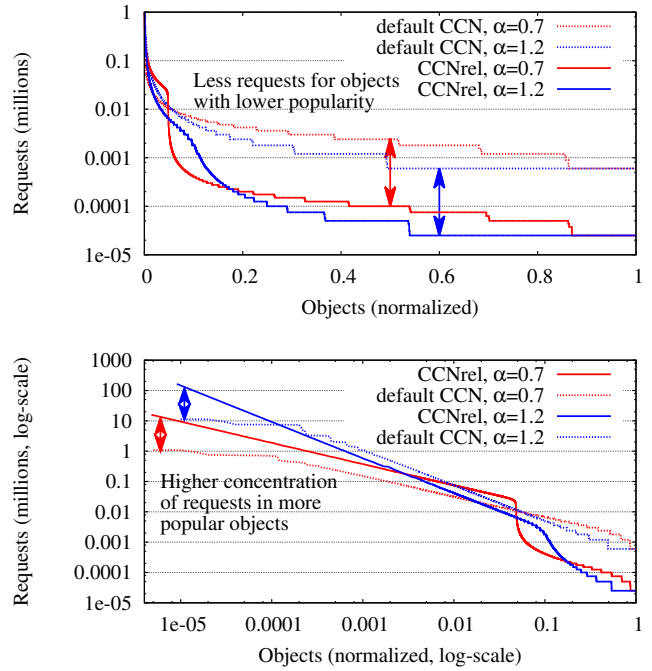 Requests (millions)
1
0.1
0.01
0.001
0.0001
1e-05
default CCN, α=0.7
default CCN, α=1.2
CCNrel, α=0.7
CCNrel, α=1.2
Less requests for objects
with lower popularity
0 0.2 0.4 0.6 0.8 1
Objects (normalized)
Requests (millions, log-scale)
1000
100
10
1
0.1
0.01
0.001
0.0001
1e-05
CCNrel, α=0.7
default CCN, α=0.7
CCNrel, α=1.2
default CCN, α=1.2
Higher concentration
of requests in more
popular objects
1e-05 0.0001 0.001 0.01 0.1 1
Objects (normalized, log-scale)